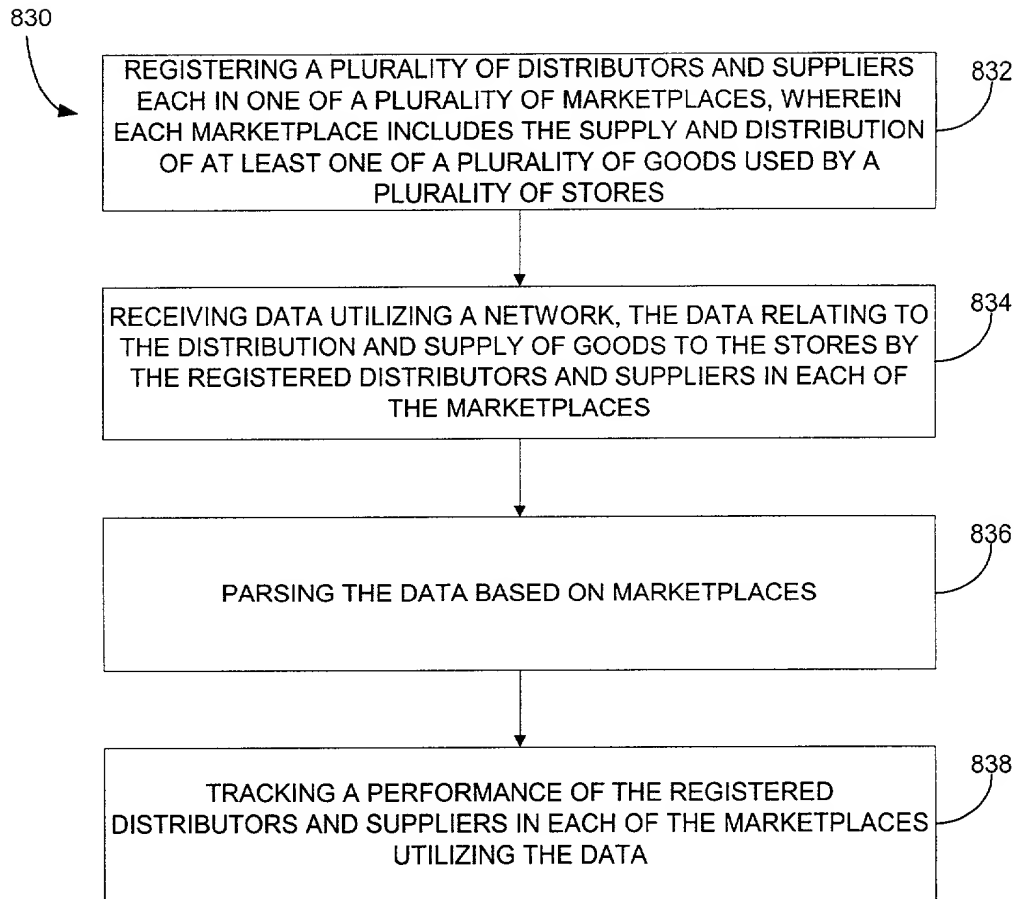 830
REGISTERING A PLURALITY OF DISTRIBUTORS AND SUPPLIERS
EACH IN ONE OF A PLURALITY OF MARKETPLACES, WHEREIN
EACH MARKETPLACE INCLUDES THE SUPPLY AND DISTRIBUTION
OF AT LEAST ONE OF A PLURALITY OF GOODS USED BY A
PLURALITY OF STORES
832
RECEIVING DATA UTILIZING A NETWORK, THE DATA RELATING TO
THE DISTRIBUTION AND SUPPLY OF GOODS TO THE STORES BY
THE REGISTERED DISTRIBUTORS AND SUPPLIERS IN EACH OF
THE MARKETPLACES
834
PARSING THE DATA BASED ON MARKETPLACES
836
TRACKING A PERFORMANCE OF THE REGISTERED
DISTRIBUTORS AND SUPPLIERS IN EACH OF THE MARKETPLACES
UTILIZING THE DATA
838